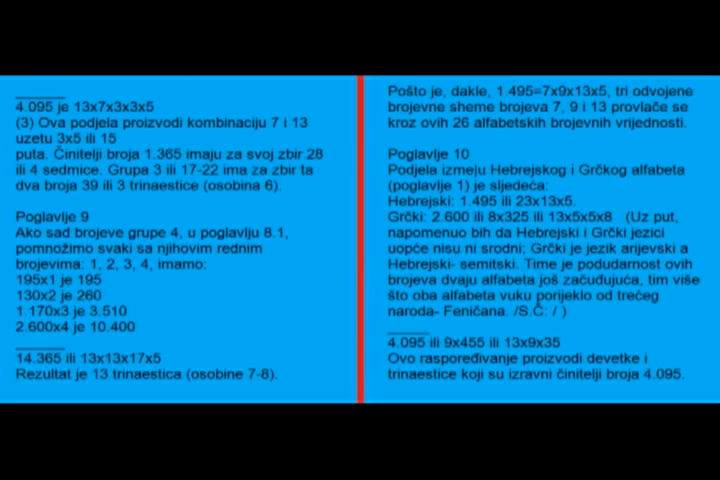 4.095 je 13x7x3x3x5
(3) Ova podjela proizvodi kombinaciju 7 i 13
uzetu 3x5 ili 15
puta. Činitelji broja 1.365 imaju za svoj zbir 28
ili 4 sedmice. Grupa 3 ili 17-22 ima za zbir ta
dva broja 39 ili 3 trinaestice (osobina 6).
Poglavlje 9
Ako sad brojeve grupe 4, u poglavlju 8.1,
pomnožimo svaki sa njihovim rednim
brojevima: 1, 2, 3, 4, imamo:
195x1 je 195
130x2 je 260
1.170x3 je 3.510
2.600x4 je 10.400
14.365 ili 13x13x17x5
Rezultat je 13 trinaestica (osobine 7-8).
Pošto je, dakle, 1.495=7x9x13x5, tri odvojene
brojevne sheme brojeva 7, 9 i 13 provlače se
kroz ovih 26 alfabetskih brojevnih vrijednosti.
Poglavlje 10
Podjela između Hebrejskog i Grčkog alfabeta
(poglavlje 1) je sljedeća:
Hebrejski: 1.495 ili 23x13x5.
Grčki: 2.600 ili 8x325 ili 13x5x5x8 (Uz put,
napomenuo bih da Hebrejski i Grčki jezici
uopće nisu ni srodni; Grčki je jezik arijevski a
Hebrejski- semitski. Time je podudarnost ovih
brojeva dvaju alfabeta još začuđujuća, tim više
što oba alfabeta vuku porijeklo od trećeg
naroda- Feničana. /S.Č: / )
4.095 ili 9x455 ili 13x9x35
Ovo raspoređivanje proizvodi devetke i
trinaestice koji su izravni činitelji broja 4.095.